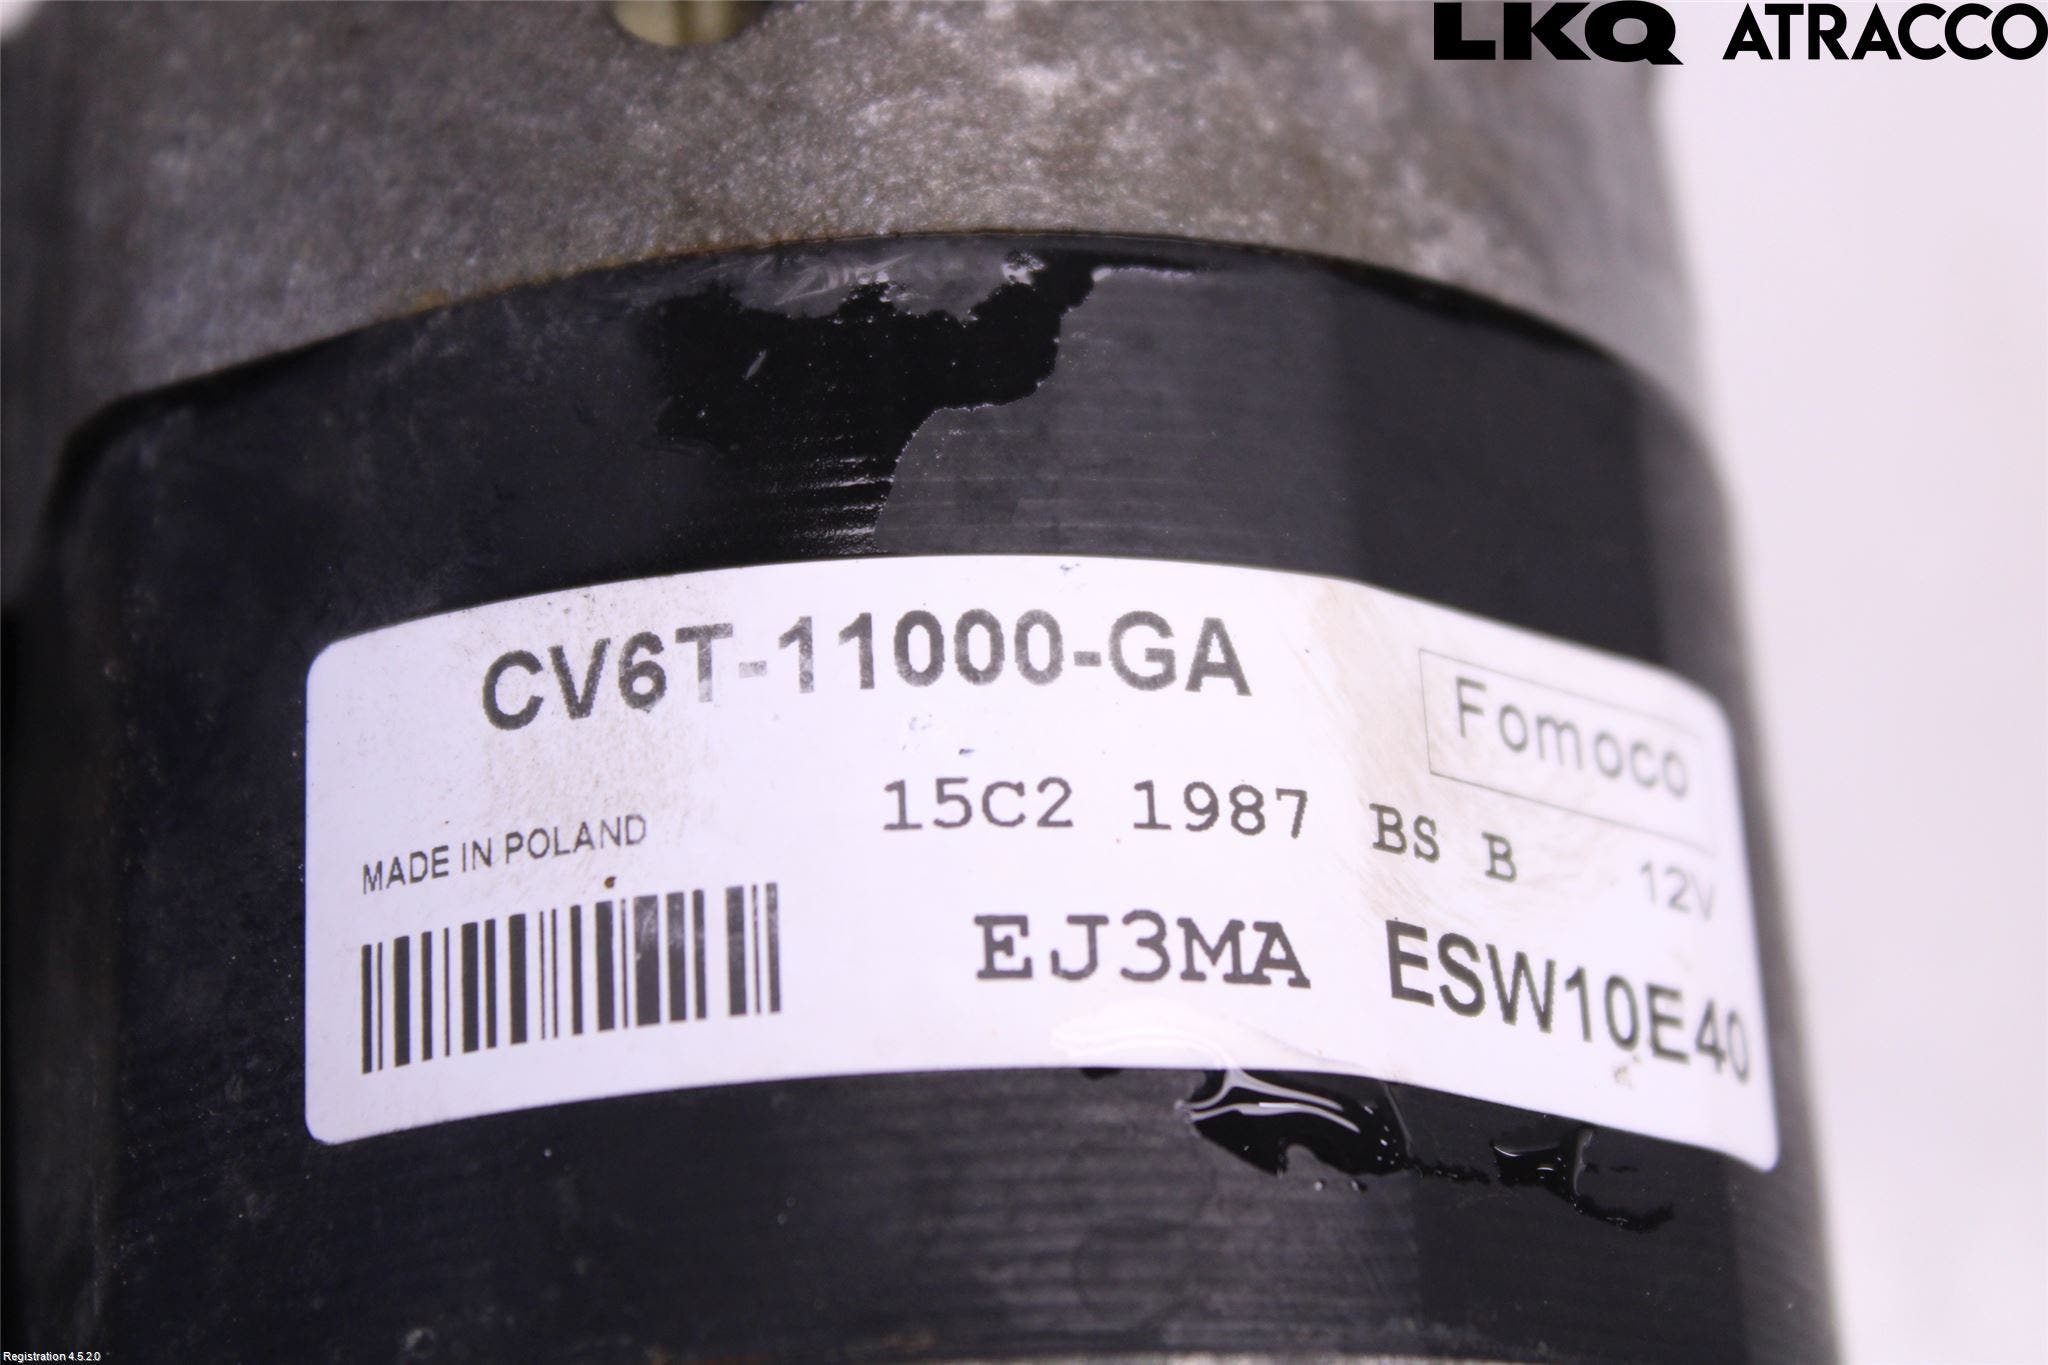 LKQ ATRACCO
CV6T-11000-GA
Fomoco
15C2 1987 BS B
12V
MADE IN POLAND
EJ3MA ESW10E40
Registration 4.5.2.0